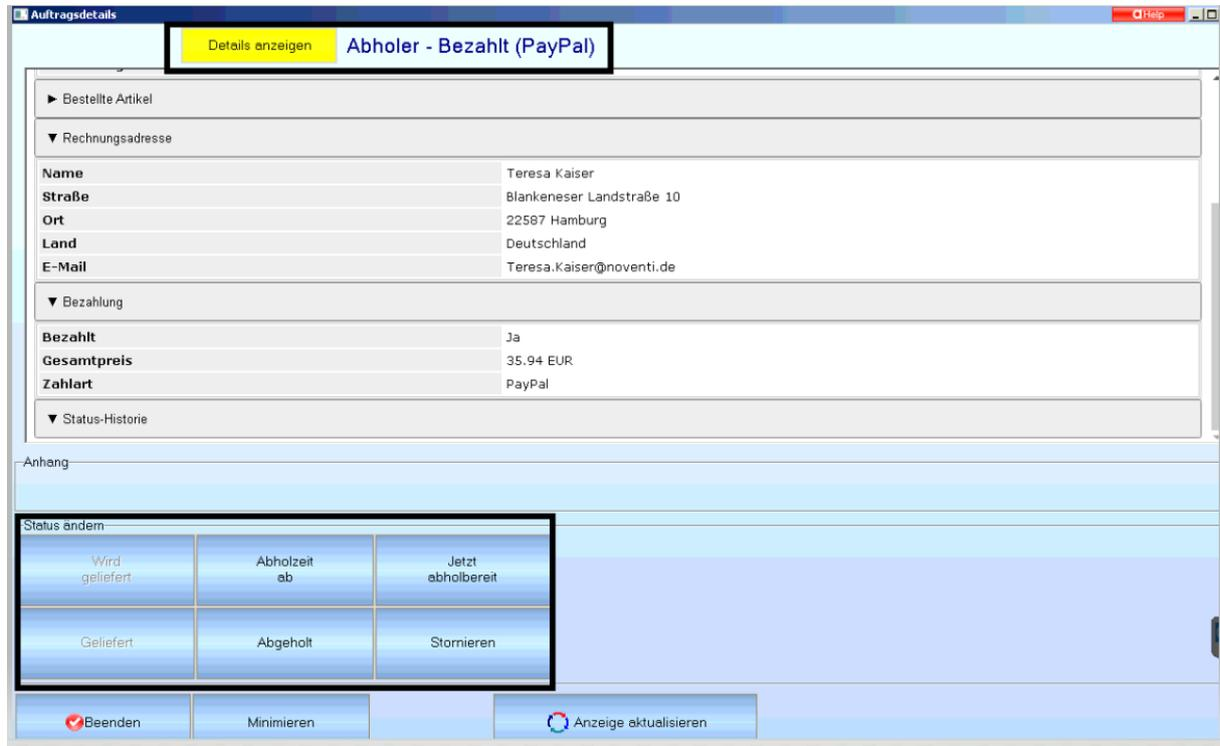 Auftragsdetails
Help
Details anzeigen Abholer - Bezahlt (PayPal)
► Bestellte Artikel
▼ Rechnungsadresse
Name Teresa Kaiser
Straße Blankeneser Landstraße 10
Ort 22587 Hamburg
Land Deutschland
E-Mail Teresa.Kaiser@noventi.de
▼ Bezahlung
Bezahlt Ja
Gesamtpreis 35.94 EUR
Zahlart PayPal
▼ Status-Historie
Anhang
Status ändern
Wird
geliefert
Abholzeit
ab
Jetzt
abholbereit
Geliefert Abgeholt Stornieren
Beenden Minimieren Anzeige aktualisieren